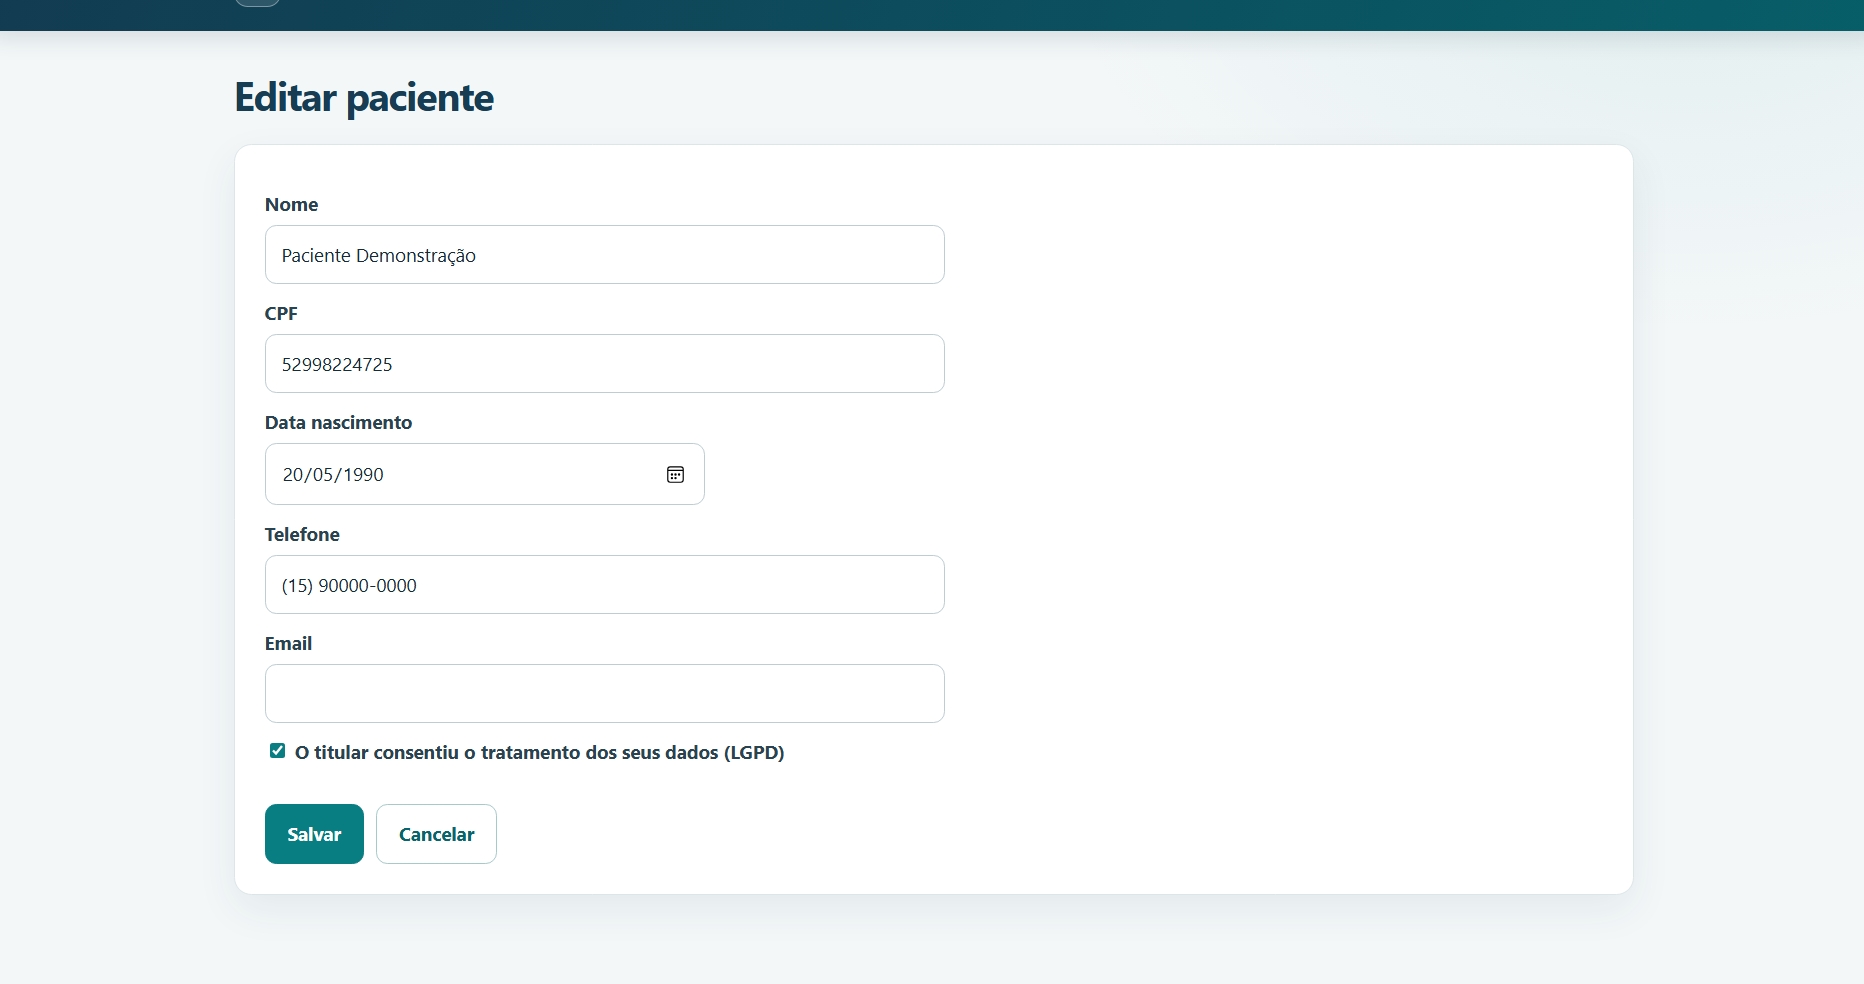 Editar paciente
Nome
Paciente Demonstração
CPF
52998224725
Data nascimento
20/05/1990
Telefone
(15) 90000-0000
Email
O titular consentiu o tratamento dos seus dados (LGPD)
Salvar
Cancelar